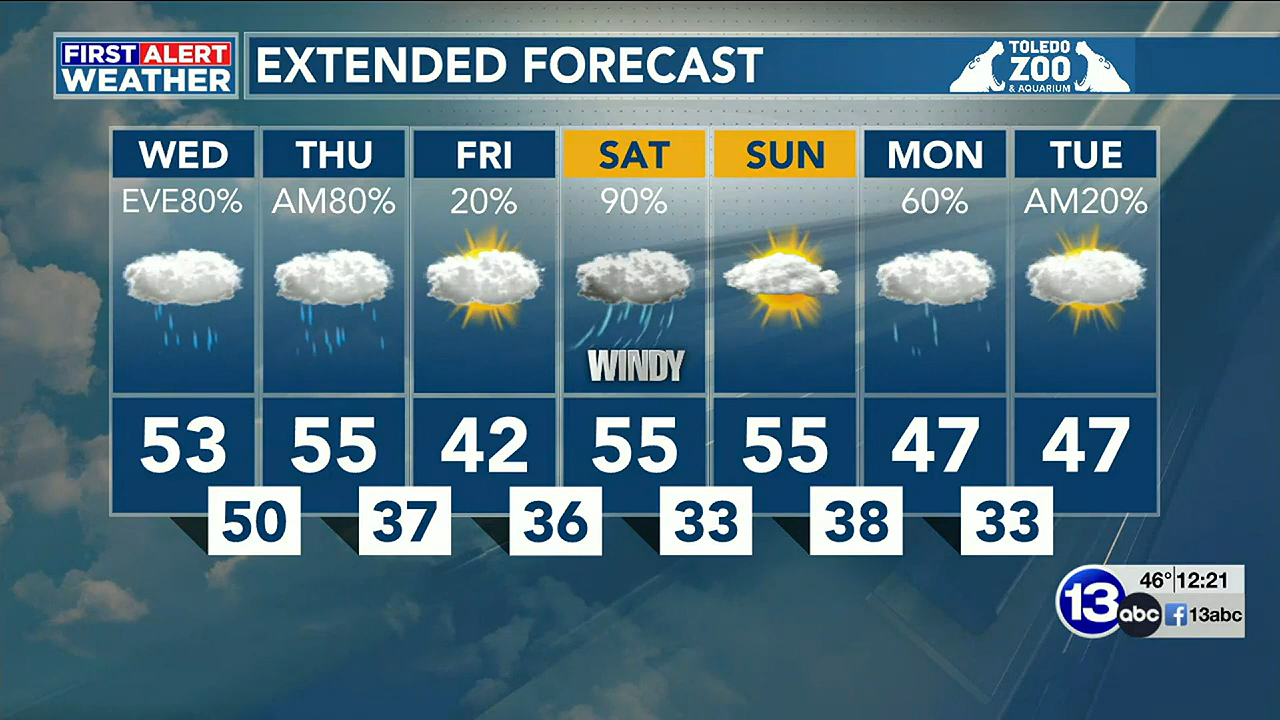 FIRST ALERT
WEATHER
EXTENDED FORECAST
TOLEDO
ZOO
& AQUARIUM
WED THU FRI SAT SUN MON TUE
EVE80% AM80% 20% 90% 60% AM20%
WINDY
53 55 42 55 55 47 47
50 37 36 33 38 33
13 abc
46° 12:21
f 13abc